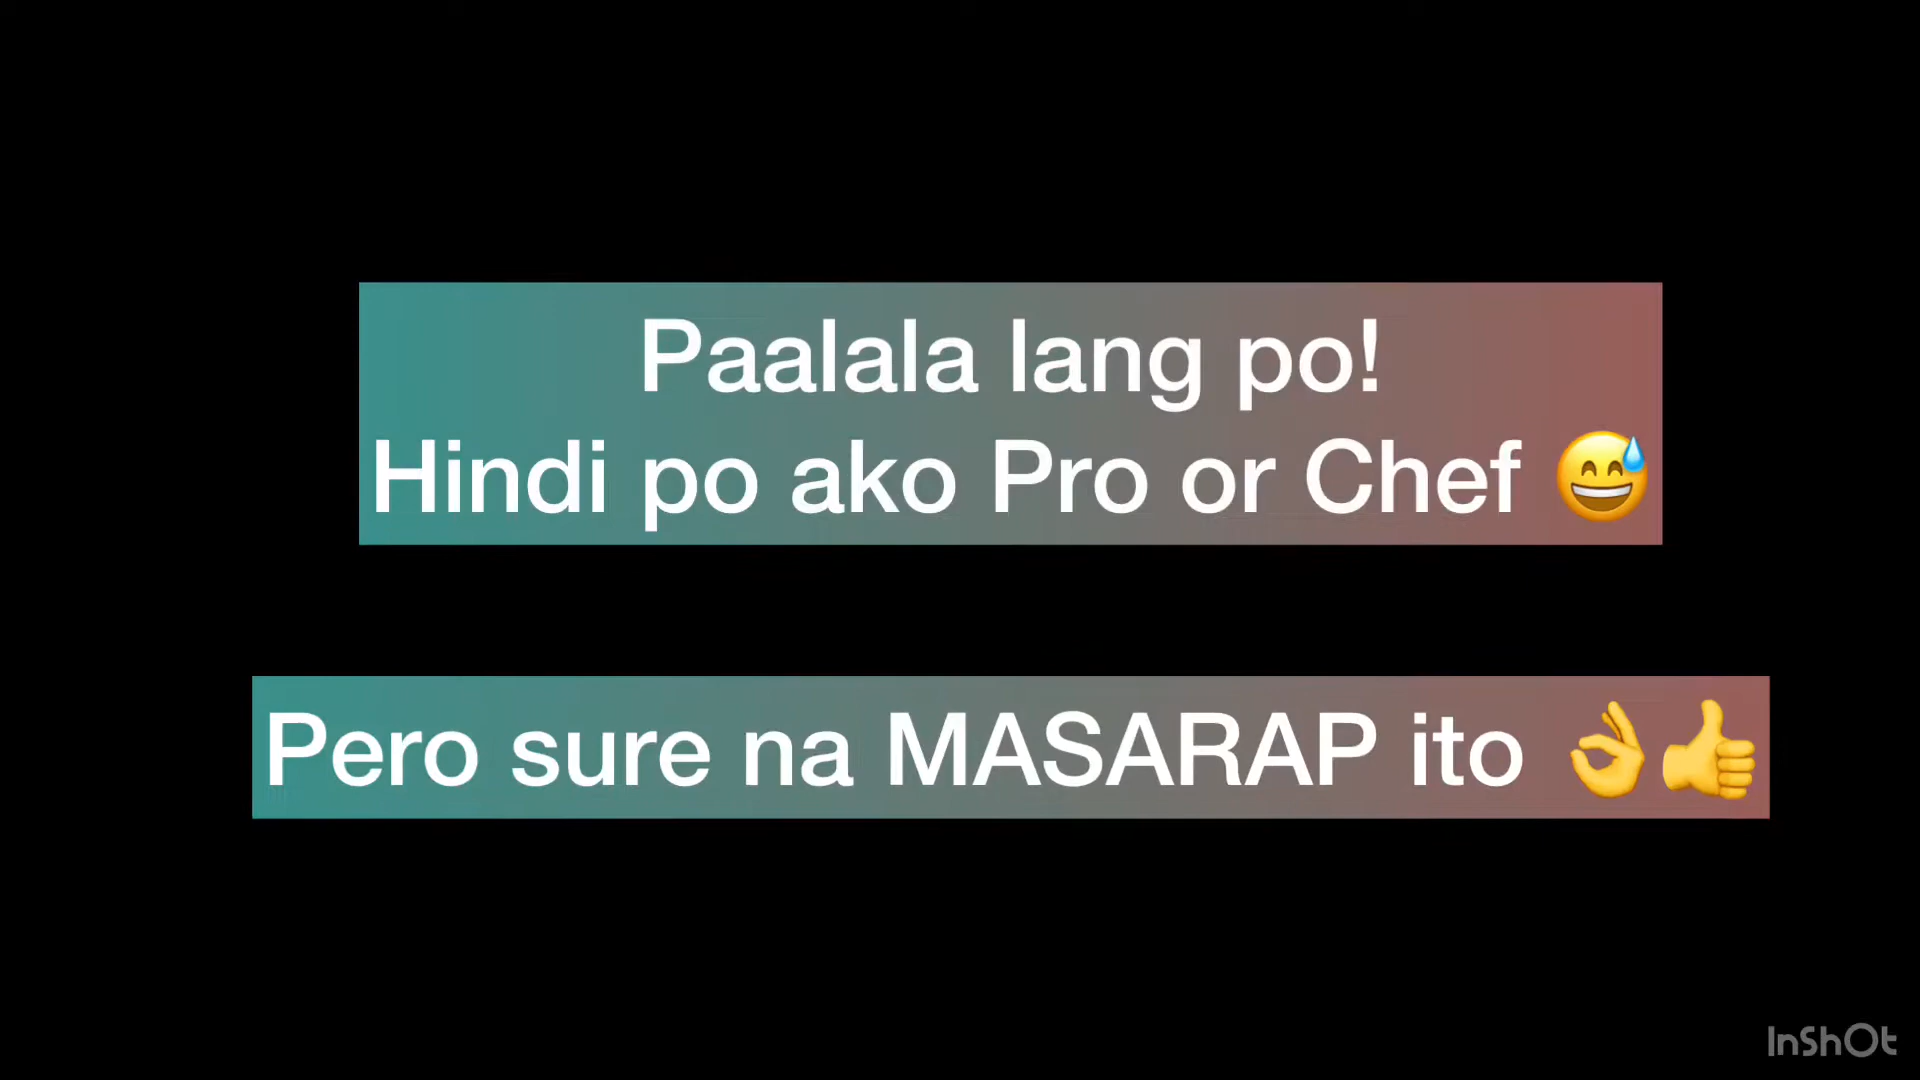 Paalala lang po!
Hindi po ako Pro or Chef 😅
Pero sure na MASARAP ito 👌👍
InShOt